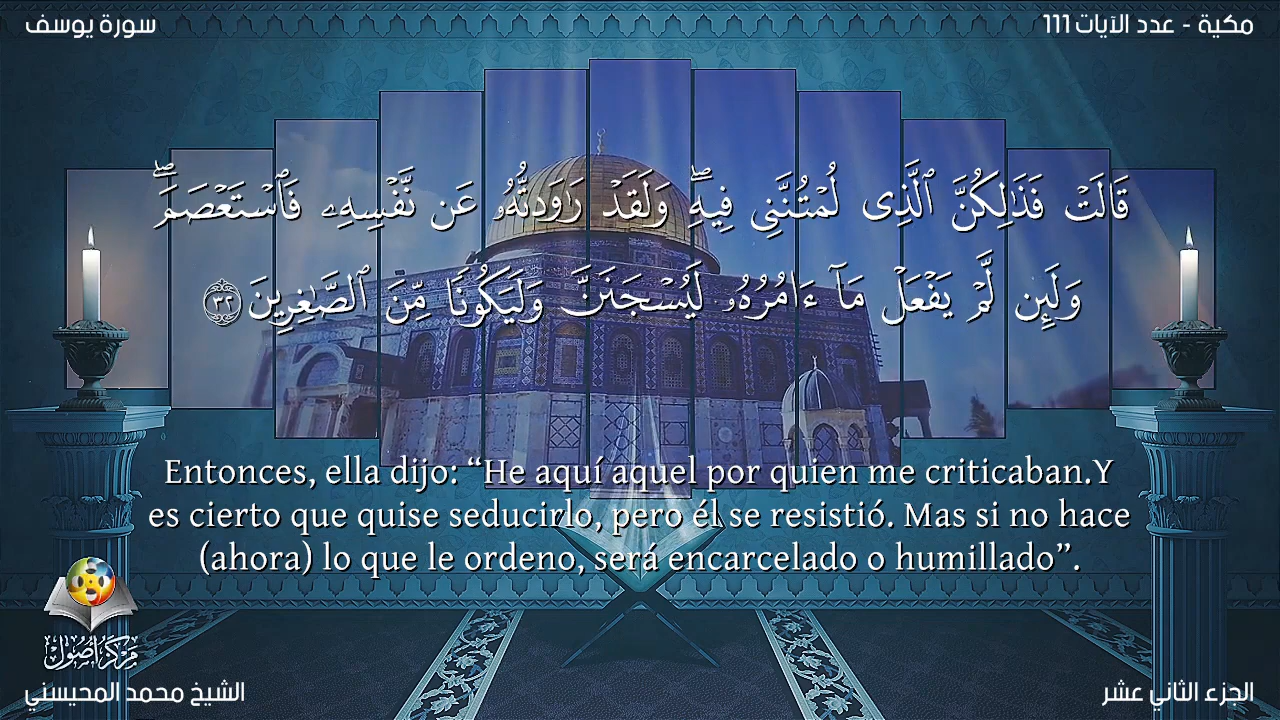 سورة يوسف
مكية - عدد الآيات 111
قَالَتْ فَذَٰلِكُنَّ ٱلَّذِى لُمْتُنَّنِى فِيهِ ۖ وَلَقَدْ رَٰوَدتُّهُۥ عَن نَّفْسِهِۦ فَٱسْتَعْصَمَ ۖ
وَلَئِن لَّمْ يَفْعَلْ مَآ ءَامُرُهُۥ لَيُسْجَنَنَّ وَلَيَكُونًا مِّنَ ٱلصَّٰغِرِينَ ٣٢
Entonces, ella dijo: “He aquí aquel por quien me criticaban.Y
es cierto que quise seducirlo, pero él se resistió. Mas si no hace
(ahora) lo que le ordeno, será encarcelado o humillado”.
مركز أصول
الشيخ محمد المحيسني
الجزء الثاني عشر